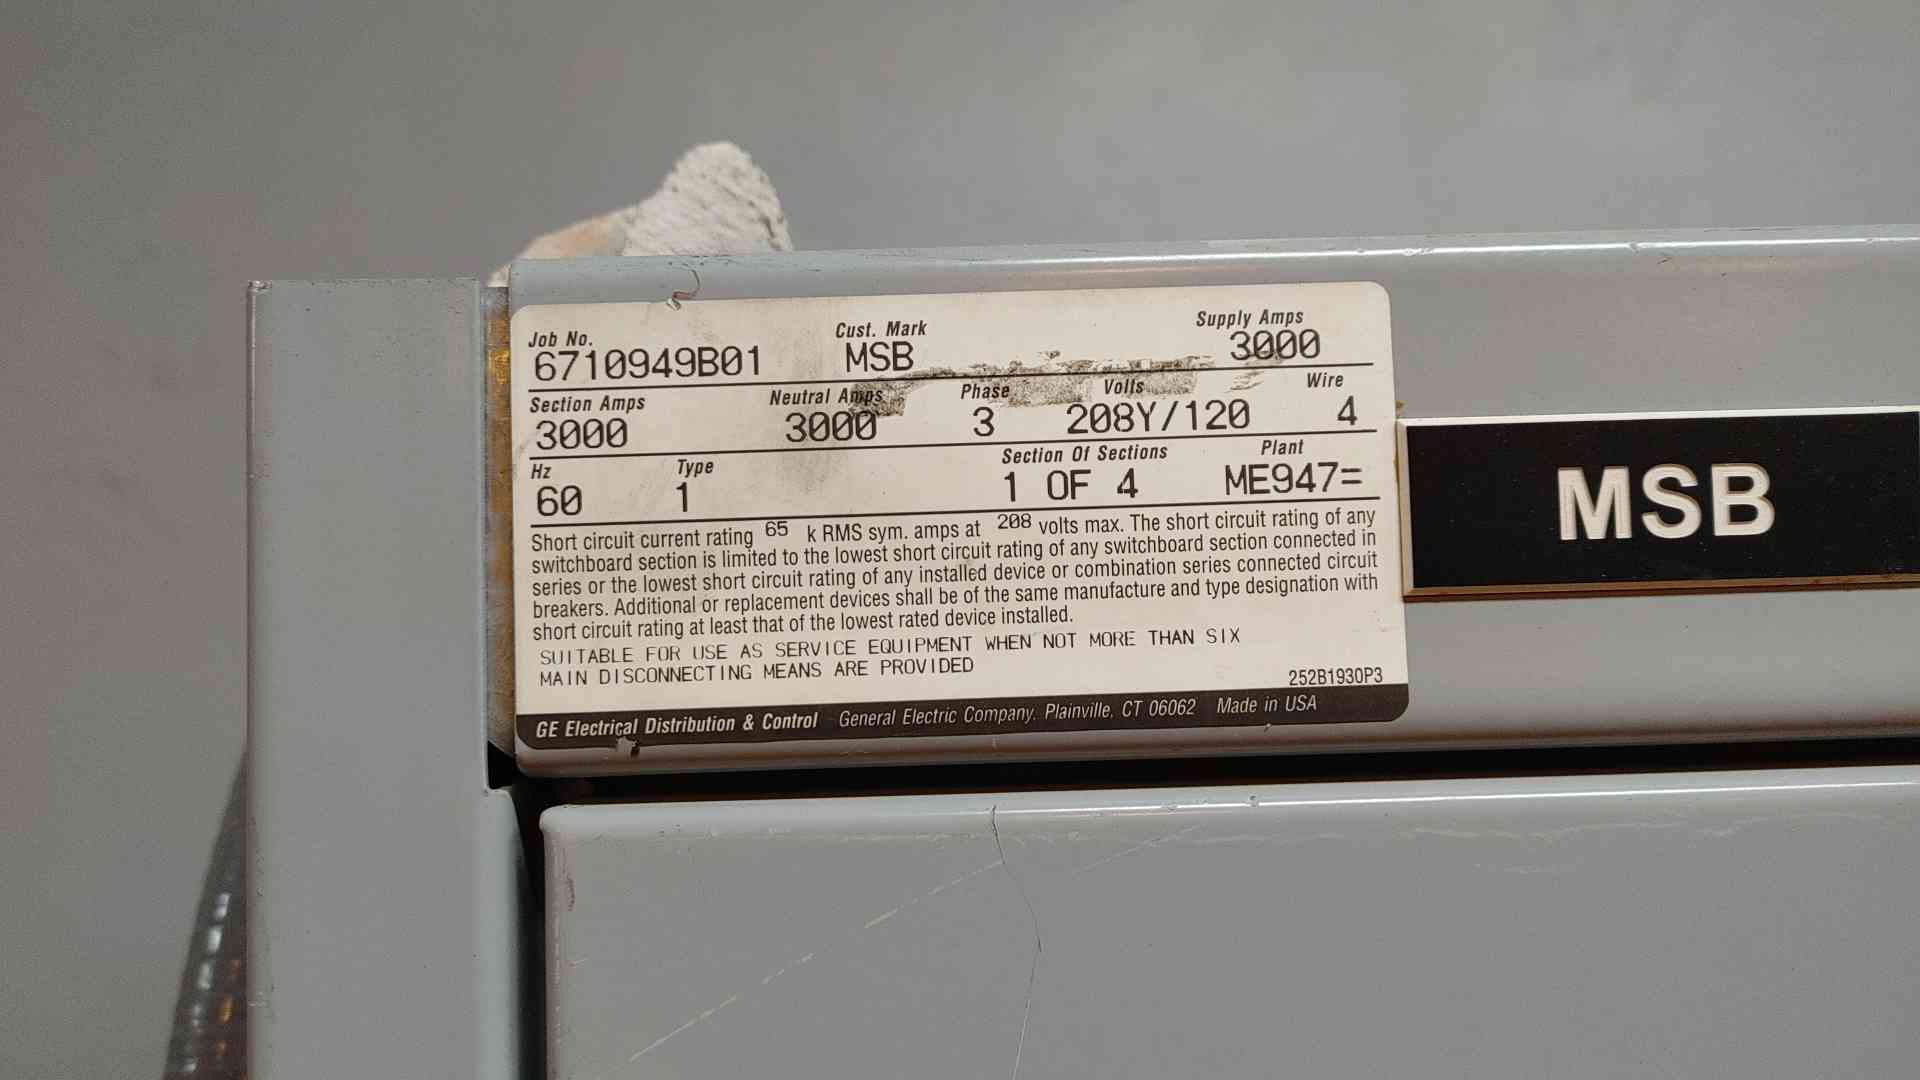 Job No. Cust. Mark Supply Amps
6710949B01 MSB 3000
Section Amps Neutral Amps Phase Volts Wire
3000 3000 3 208Y/120 4
Hz Type Section Of Sections Plant
60 1 1 OF 4 ME947=
Short circuit current rating 65 k RMS sym. amps at 208 volts max. The short circuit rating of any
switchboard section is limited to the lowest short circuit rating of any switchboard section connected in
series or the lowest short circuit rating of any installed device or combination series connected circuit
breakers. Additional or replacement devices shall be of the same manufacture and type designation with
short circuit rating at least that of the lowest rated device installed.
SUITABLE FOR USE AS SERVICE EQUIPMENT WHEN NOT MORE THAN SIX
MAIN DISCONNECTING MEANS ARE PROVIDED
252B1930P3
GE Electrical Distribution & Control General Electric Company. Plainville, CT 06062 Made in USA
MSB